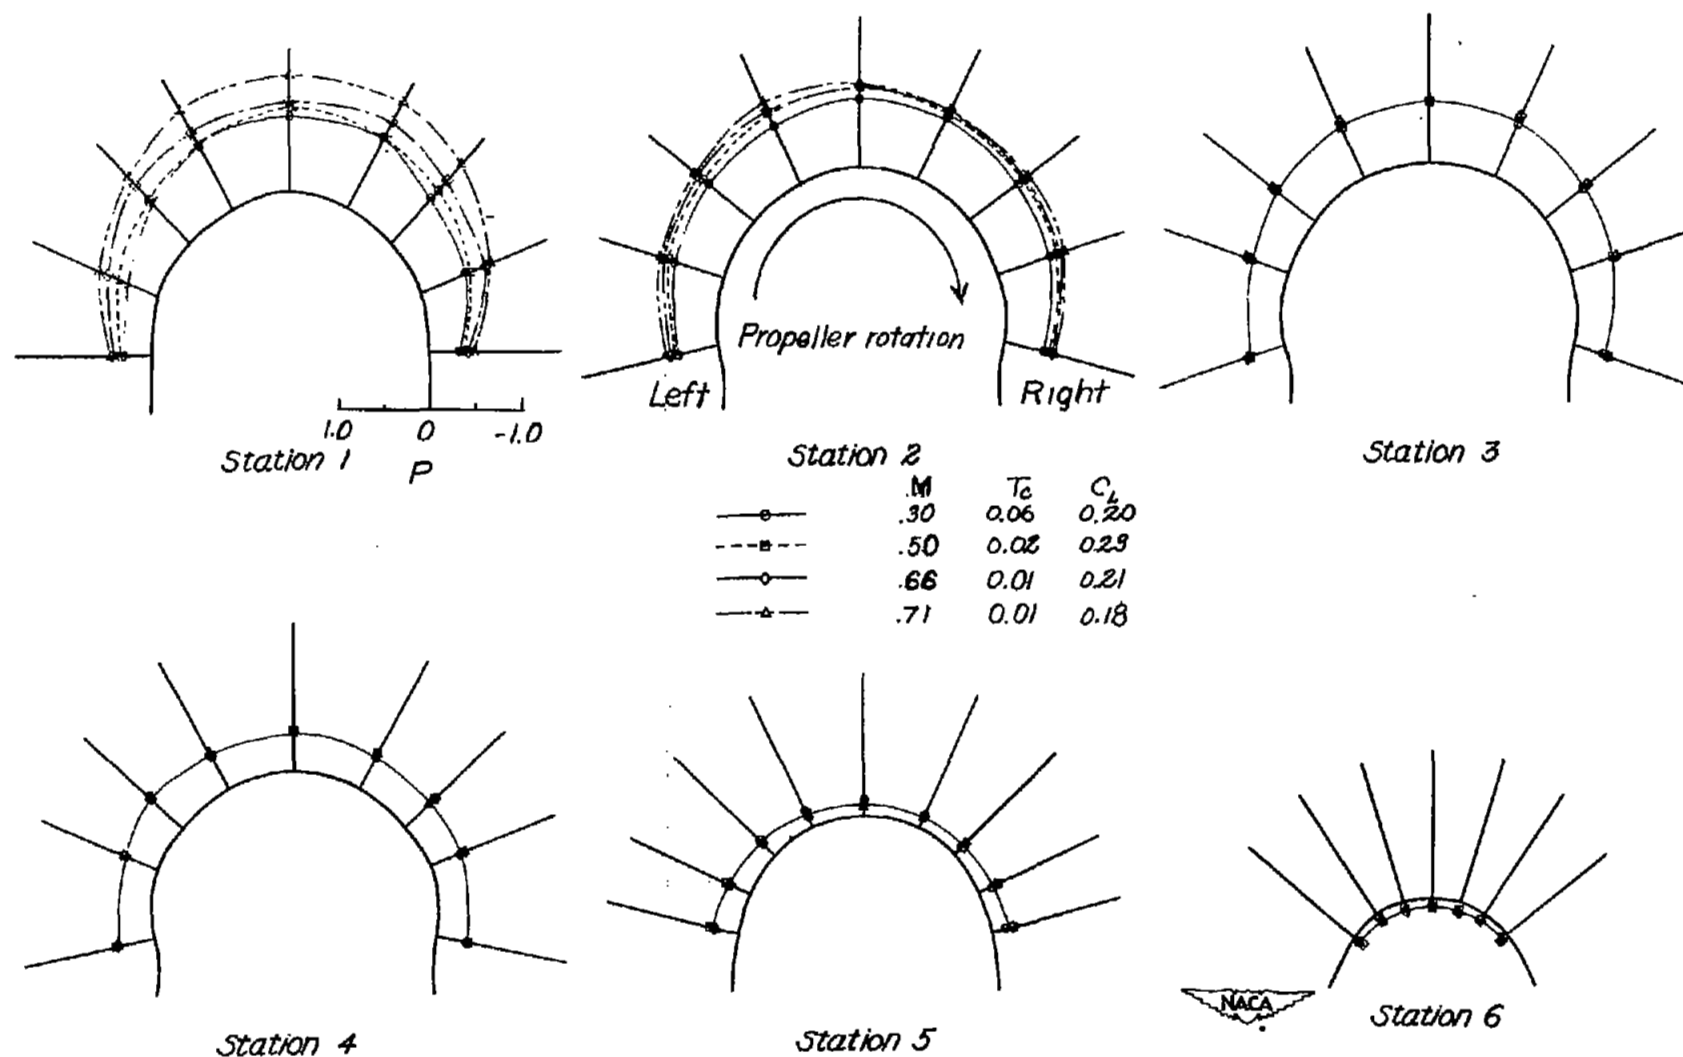 Propeller rotation
Left
Right
1.0 0 -1.0
P
Station 1
Station 2
Station 3
M Tc CL
.30 0.06 0.20
.50 0.02 0.23
.66 0.01 0.21
.71 0.01 0.18
Station 4
Station 5
NACA
Station 6